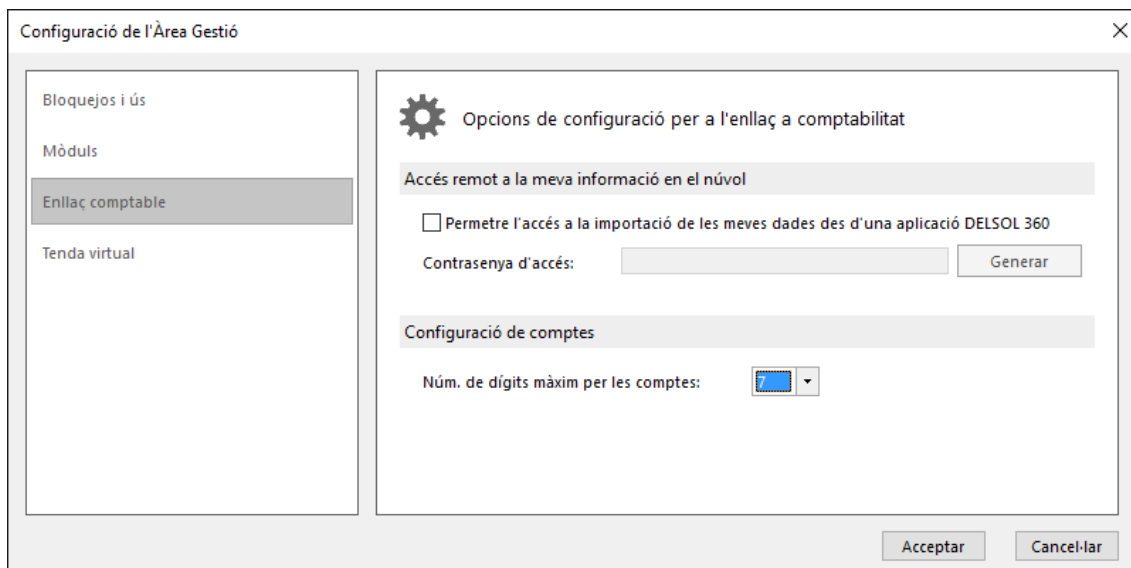 Configuració de l'Àrea Gestió
Bloquejos i ús
Mòduls
Enllaç comptable
Tenda virtual
Opcions de configuració per a l'enllaç a comptabilitat
Accés remot a la meva informació en el núvol
Permetre l'accés a la importació de les meves dades des d'una aplicació DELSOL 360
Contrasenya d'accés:
Generar
Configuració de comptes
Núm. de dígits màxim per les comptes: 7
Acceptar
Cancel·lar